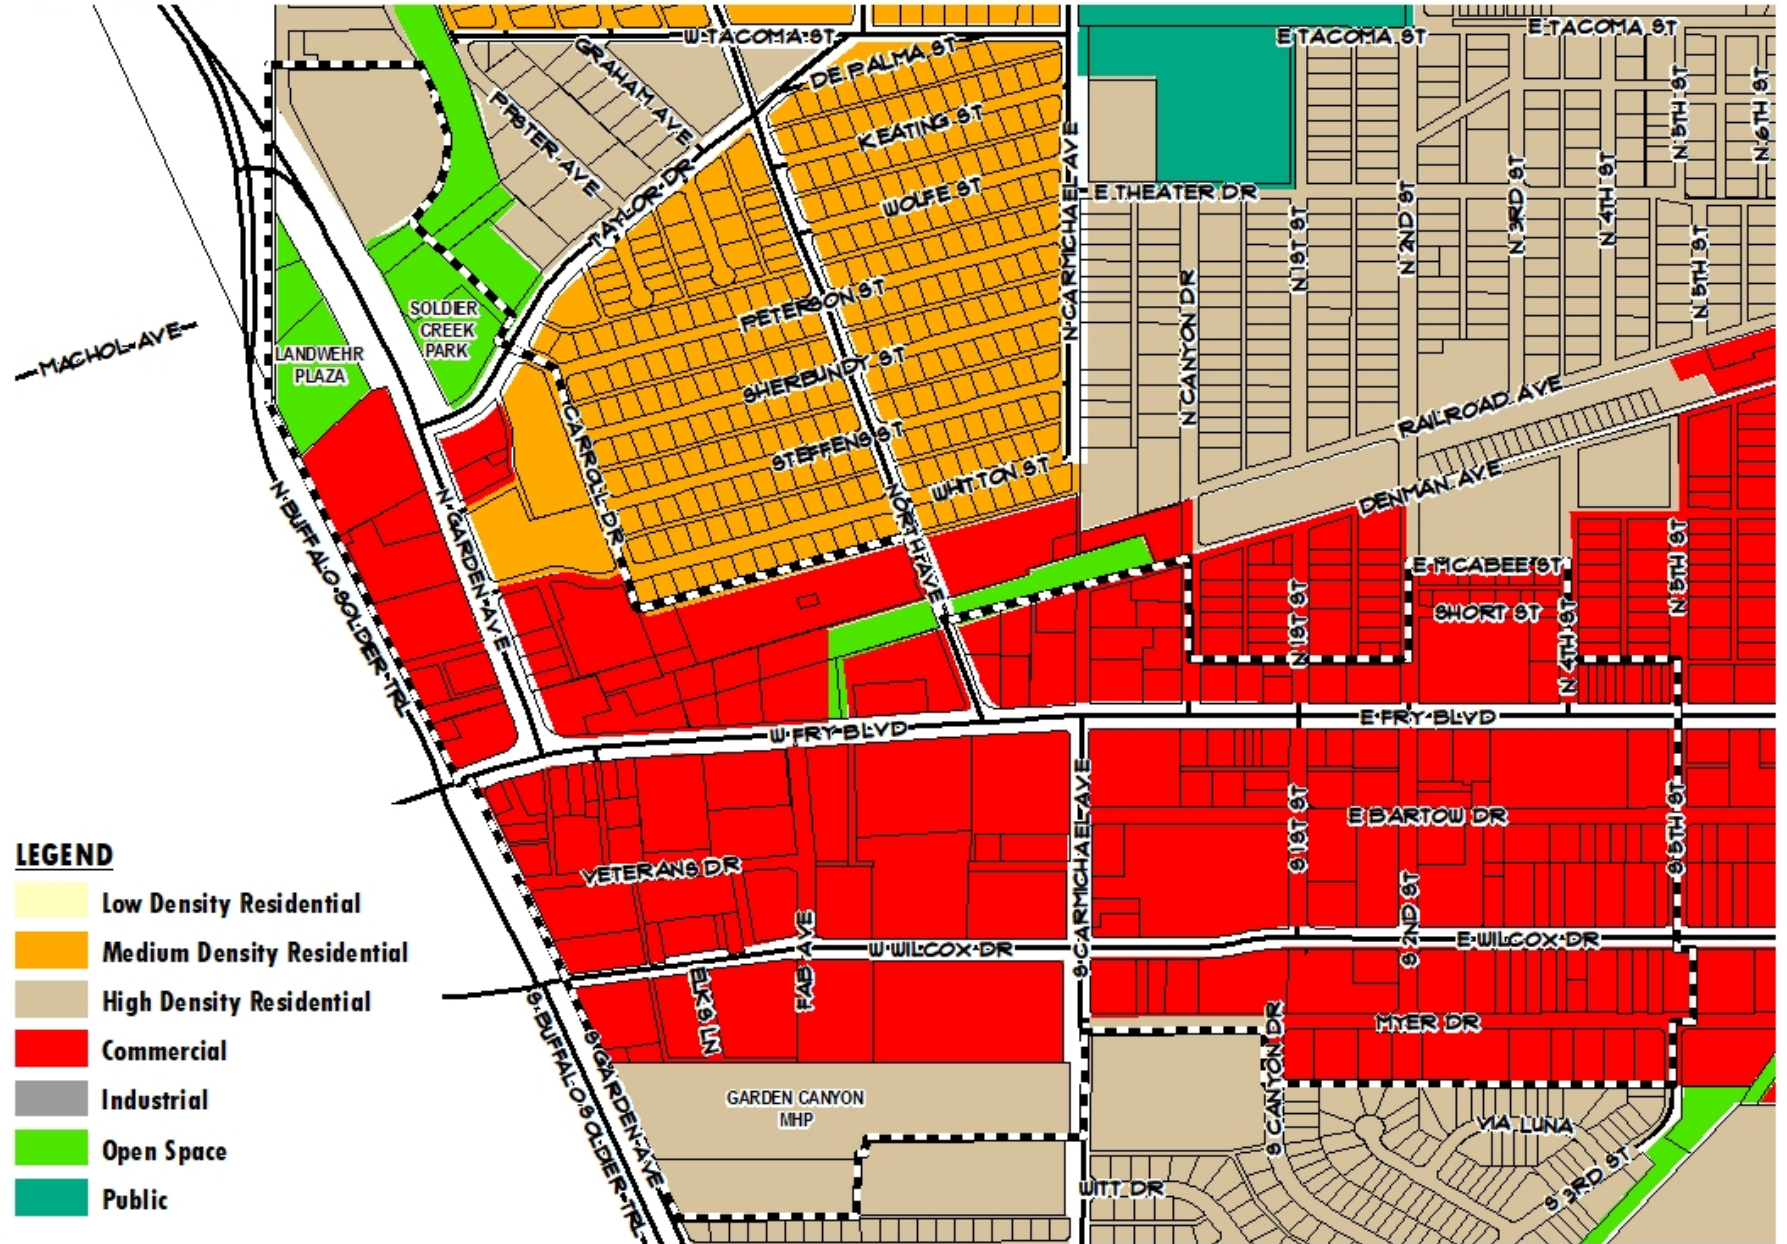 W TACOMA ST
E TACOMA ST
E TACOMA ST
GRAHAM AVE
DE PALMA ST
PFISTER AVE
KEATING ST
N 5TH ST
N 6TH ST
TAYLOR DR
WOLFE ST
N CARMICHAEL AVE
E THEATER DR
N 1ST ST
N 2ND ST
N 3RD ST
N 4TH ST
N 5TH ST
N CANYON DR
SOLDIER
CREEK
PARK
PETERSON ST
MACHOL AVE
LANDWEHR
PLAZA
SHERBUNDY ST
CARROL DR
STEFFENS ST
RAILROAD AVE
WHITTON ST
DENMAN AVE
N BUFFALO SOLDIER TRL
N GARDEN AVE
NORTH AVE
E MCABEE ST
SHORT ST
N 1ST ST
N 4TH ST
N 5TH ST
W FRY BLVD
E FRY BLVD
S CARMICHAEL AVE
S 1ST ST
E BARTOW DR
S 5TH ST
VETERANS DR
S 2ND ST
FAB AVE
W WILCOX DR
E WILCOX DR
ELKS LN
S BUFFALO SOLDIER TRL
S GARDEN AVE
MYER DR
S CANYON DR
GARDEN CANYON
MHP
VIA LUNA
WITT DR
S 3RD ST
LEGEND
Low Density Residential
Medium Density Residential
High Density Residential
Commercial
Industrial
Open Space
Public